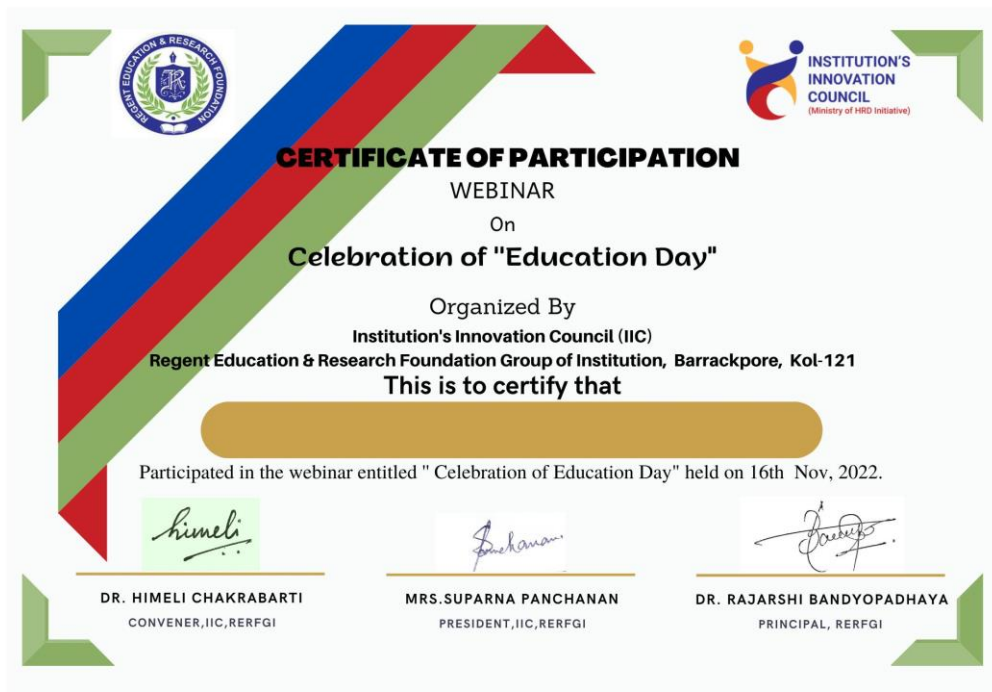 REGENT EDUCATION & RESEARCH FOUNDATION
R
INSTITUTION'S
INNOVATION
COUNCIL
(Ministry of HRD Initiative)
CERTIFICATE OF PARTICIPATION
WEBINAR
On
Celebration of "Education Day"
Organized By
Institution's Innovation Council (IIC)
Regent Education & Research Foundation Group of Institution, Barrackpore, Kol-121
This is to certify that
Participated in the webinar entitled " Celebration of Education Day" held on 16th Nov, 2022.
himeli
DR. HIMELI CHAKRABARTI
MRS.SUPARNA PANCHANAN
DR. RAJARSHI BANDYOPADHAYA
CONVENER,IIC,RERFGI
PRESIDENT,IIC,RERFGI
PRINCIPAL, RERFGI